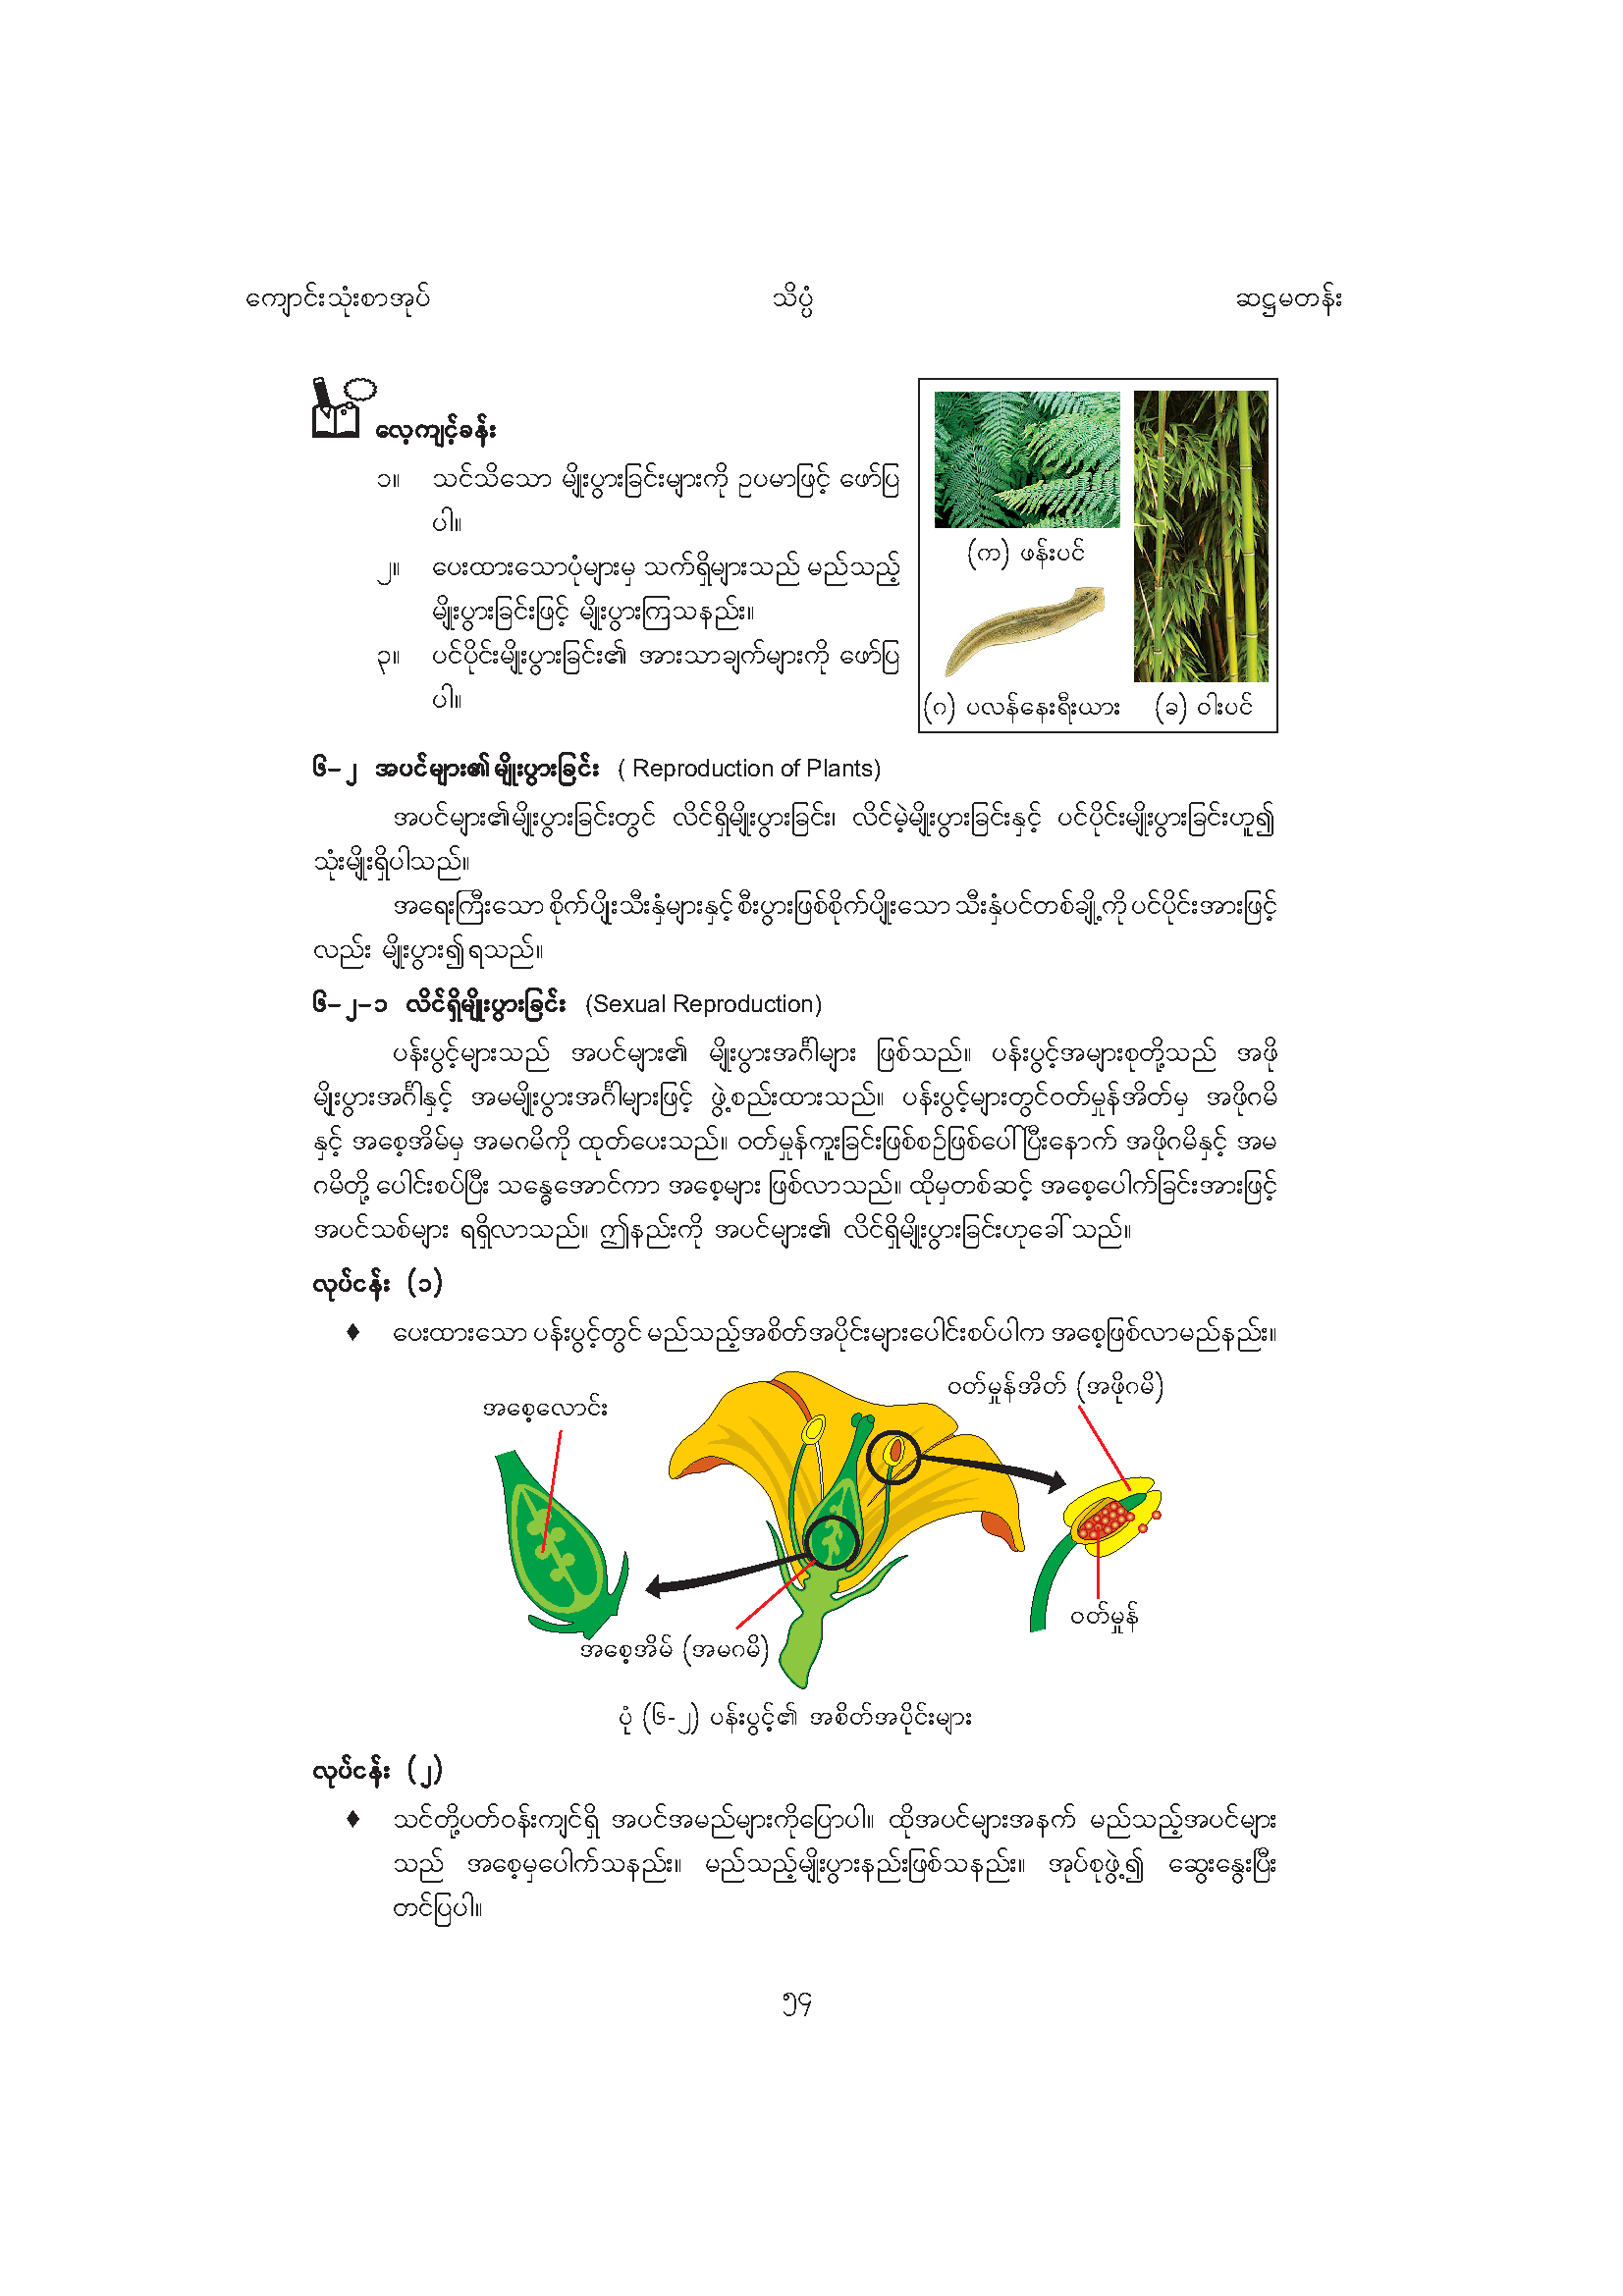 ကျောင်းသုံးစာအုပ် သိပ္ပံ ဆဋ္ဌမတန်း
လေ့ကျင့်ခန်း
၁။ သင်သိသော မျိုးပွားခြင်းများကို ဥပမာဖြင့် ဖော်ပြ
ပါ။
၂။ ပေးထားသောပုံများမှ သက်ရှိများသည် မည်သည့်
မျိုးပွားခြင်းဖြင့် မျိုးပွားကြသနည်း။
၃။ ပင်ပိုင်းမျိုးပွားခြင်း၏ အားသာချက်များကို ဖော်ပြ
ပါ။
(က) ဖန်းပင်
(ဂ) ပလန်နေးရီးယား (ခ) ဝါးပင်
၆-၂ အပင်များ၏မျိုးပွားခြင်း ( Reproduction of Plants)
အပင်များ၏မျိုးပွားခြင်းတွင် လိင်ရှိမျိုးပွားခြင်း၊ လိင်မဲ့မျိုးပွားခြင်းနှင့် ပင်ပိုင်းမျိုးပွားခြင်းဟူ၍
သုံးမျိုးရှိပါသည်။
အရေးကြီးသော စိုက်ပျိုးသီးနှံများနှင့် စီးပွားဖြစ်စိုက်ပျိုးသော သီးနှံပင်တစ်ချို့ကို ပင်ပိုင်းအားဖြင့်
လည်း မျိုးပွား၍ရသည်။
၆-၂-၁ လိင်ရှိမျိုးပွားခြင်း (Sexual Reproduction)
ပန်းပွင့်များသည် အပင်များ၏ မျိုးပွားအင်္ဂါများ ဖြစ်သည်။ ပန်းပွင့်အများစုတို့သည် အဖို
မျိုးပွားအင်္ဂါနှင့် အမမျိုးပွားအင်္ဂါများဖြင့် ဖွဲ့စည်းထားသည်။ ပန်းပွင့်များတွင်ဝတ်မှုန်အိတ်မှ အဖိုဂမိ
နှင့် အစေ့အိမ်မှ အမဂမိကို ထုတ်ပေးသည်။ ဝတ်မှုန်ကူးခြင်းဖြစ်စဉ်ဖြစ်ပေါ်ပြီးနောက် အဖိုဂမိနှင့် အမ
ဂမိတို့ ပေါင်းစပ်ပြီး သန္ဓေအောင်ကာ အစေ့များ ဖြစ်လာသည်။ ထိုမှတစ်ဆင့် အစေ့ပေါက်ခြင်းအားဖြင့်
အပင်သစ်များ ရရှိလာသည်။ ဤနည်းကို အပင်များ၏ လိင်ရှိမျိုးပွားခြင်းဟုခေါ် သည်။
လုပ်ငန်း (၁)
♦ ပေးထားသော ပန်းပွင့်တွင် မည်သည့်အစိတ်အပိုင်းများပေါင်းစပ်ပါက အစေ့ဖြစ်လာမည်နည်း။
ဝတ်မှုန်အိတ် (အဖိုဂမိ)
အစေ့လောင်း
ဝတ်မှုန်
အစေ့အိမ် (အမဂမိ)
ပုံ (၆-၂) ပန်းပွင့်၏ အစိတ်အပိုင်းများ
လုပ်ငန်း (၂)
♦ သင်တို့ပတ်ဝန်းကျင်ရှိ အပင်အမည်များကိုပြောပါ။ ထိုအပင်များအနက် မည်သည့်အပင်များ
သည် အစေ့မှပေါက်သနည်း။ မည်သည့်မျိုးပွားနည်းဖြစ်သနည်း။ အုပ်စုဖွဲ့၍ ဆွေးနွေးပြီး
တင်ပြပါ။
၅၄